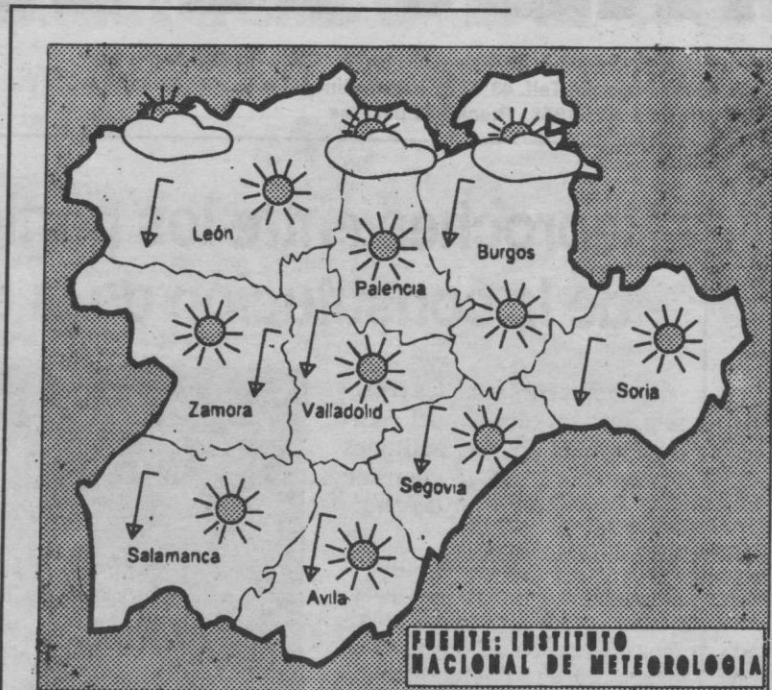 León
Burgos
Palencia
Zamora
Valladolid
Soria
Segovia
Salamanca
Avila
FUENTE: INSTITUTO
NACIONAL DE METEOROLOGIA